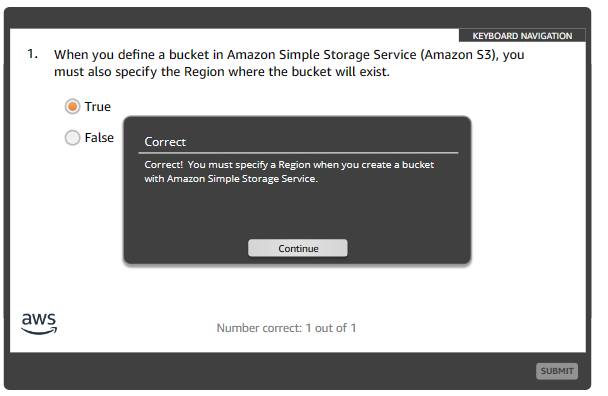 KEYBOARD NAVIGATION
1. When you define a bucket in Amazon Simple Storage Service (Amazon S3), you
must also specify the Region where the bucket will exist.
True
False
Correct
Correct! You must specify a Region when you create a bucket
with Amazon Simple Storage Service.
Continue
aws
Number correct: 1 out of 1
SUBMIT